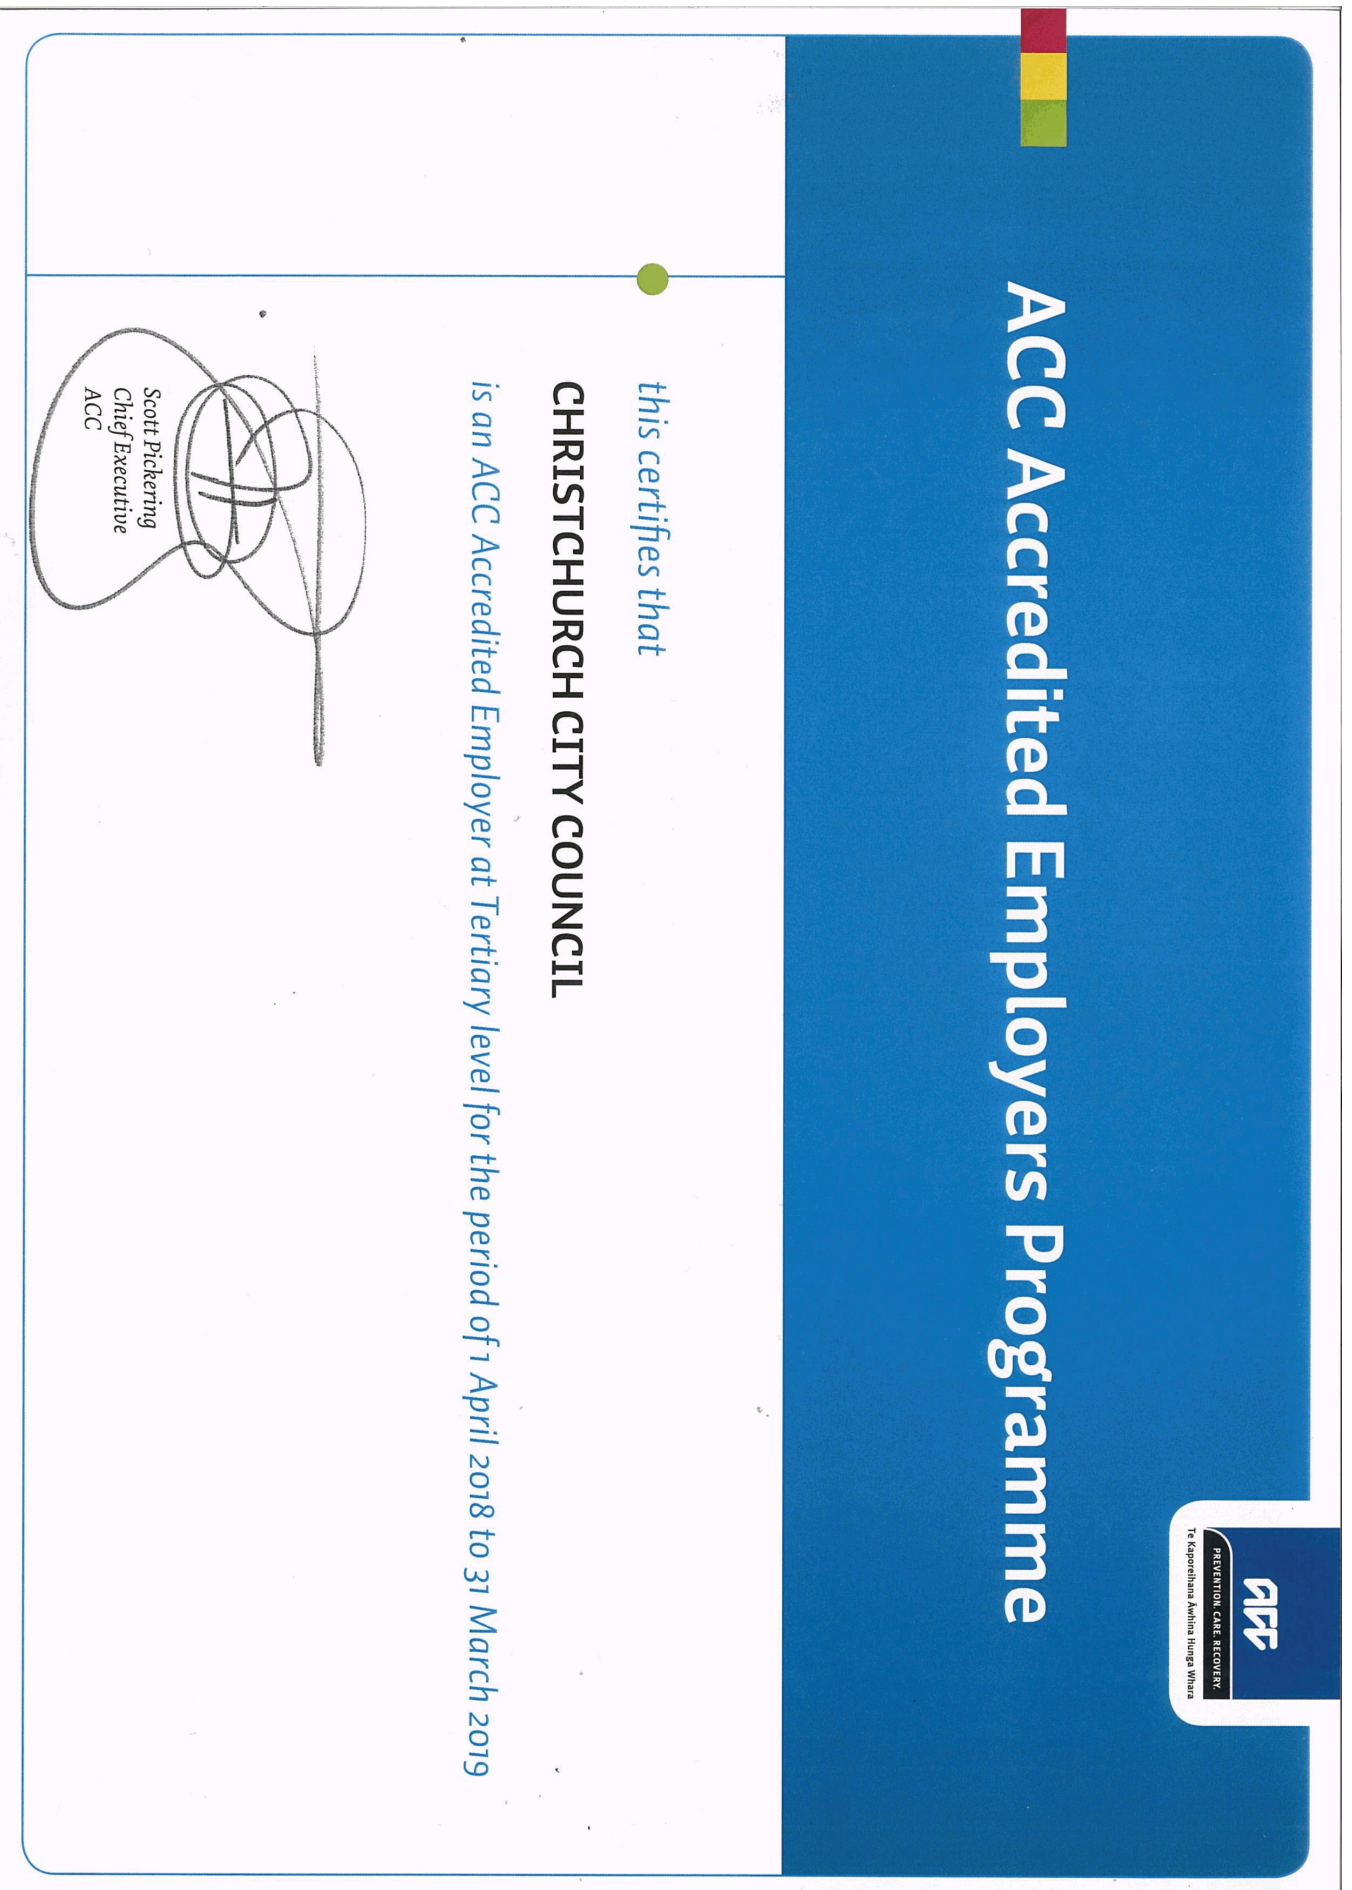 ACC
PREVENTION. CARE. RECOVERY.
Te Kaporeihana Āwhina Hunga Whara
ACC Accredited Employers Programme
this certifies that
CHRISTCHURCH CITY COUNCIL
is an ACC Accredited Employer at Tertiary level for the period of 1 April 2018 to 31 March 2019
Scott Pickering
Chief Executive
ACC